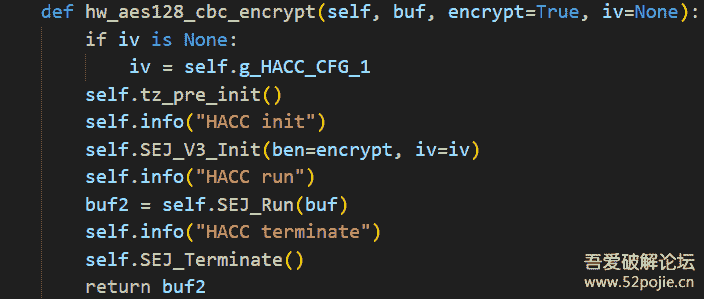 def hw_aes128_cbc_encrypt(self, buf, encrypt=True, iv=None):
    if iv is None:
        iv = self.g_HACC_CFG_1
    self.tz_pre_init()
    self.info("HACC init")
    self.SEJ_V3_Init(ben=encrypt, iv=iv)
    self.info("HACC run")
    buf2 = self.SEJ_Run(buf)
    self.info("HACC terminate")
    self.SEJ_Terminate()
    return buf2
吾爱破解论坛
www.52pojie.cn